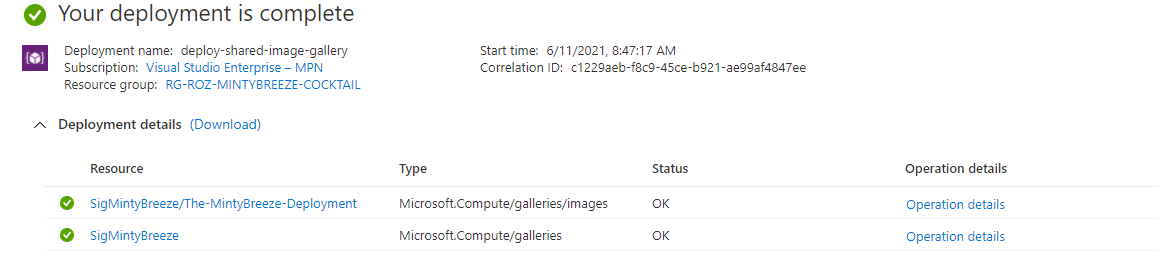 Your deployment is complete
Deployment name: deploy-shared-image-gallery Start time: 6/11/2021, 8:47:17 AM
Subscription: Visual Studio Enterprise – MPN Correlation ID: c1229aeb-f8c9-45ce-b921-ae99af4847ee
Resource group: RG-ROZ-MINTYBREEZE-COCKTAIL
Deployment details (Download)
Resource Type Status Operation details
SigMintyBreeze/The-MintyBreeze-Deployment Microsoft.Compute/galleries/images OK Operation details
SigMintyBreeze Microsoft.Compute/galleries OK Operation details